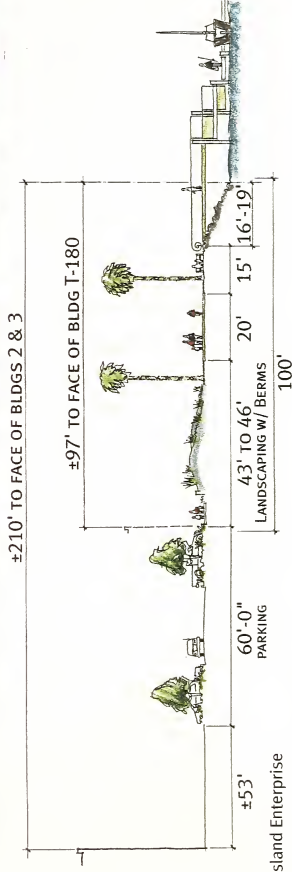 ±210' TO FACE OF BLDGS 2 & 3
±97' TO FACE OF BLDG T-180
±53'
60'-0"
PARKING
43' TO 46'
LANDSCAPING W/ BERMS
20'
15'
16'-19'
100'
sland Enterprise